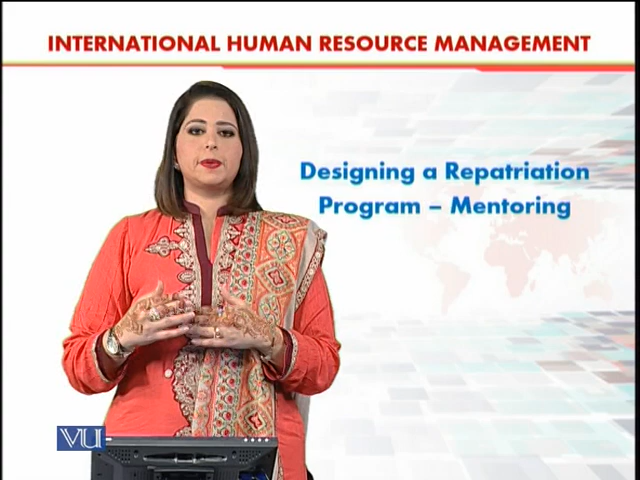 INTERNATIONAL HUMAN RESOURCE MANAGEMENT
Designing a Repatriation
Program – Mentoring
VU